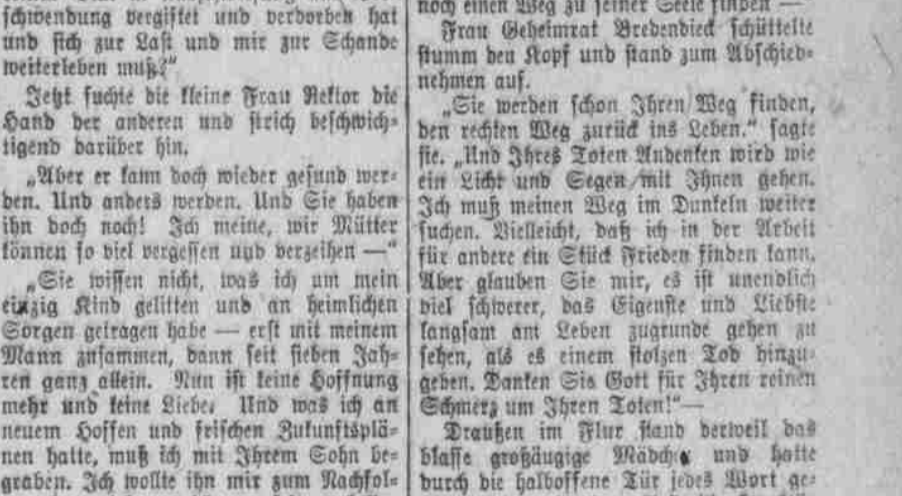 schwendung vergiftet und verdorben hat
und sich zur Last und mir zur Schande
weiterleben muß?"
Jetzt suchte die kleine Frau Rektor die
Hand der anderen und strich beschwich-
tigend darüber hin.
„Aber er kann doch wieder gesund wer-
den. Und anders werden. Und Sie haben
ihn doch noch! Ich meine, wir Mütter
können so viel vergessen und verzeihen —"
„Sie wissen nicht, was ich um mein
einzig Kind gelitten und an heimlichen
Sorgen getragen habe — erst mit meinem
Mann zusammen, dann seit sieben Jah-
ren ganz allein. Nun ist keine Hoffnung
mehr und keine Liebe. Und was ich an
neuem Hoffen und frischen Zukunftsplä-
nen hatte, muß ich mit Ihrem Sohn be-
graben. Ich wollte ihn mir zum Nachfol-
noch einen Weg zu seiner Seele finden —
Frau Geheimrat Bredendieck schüttelte
stumm den Kopf und stand zum Abschied-
nehmen auf.
„Sie werden schon Ihren Weg finden,
den rechten Weg zurück ins Leben." sagte
sie. „Und Ihres Toten Andenken wird wie
ein Licht und Segen mit Ihnen gehen.
Ich muß meinen Weg im Dunkeln weiter
suchen. Vielleicht, daß ich in der Arbeit
für andere ein Stück Frieden finden kann.
Aber glauben Sie mir, es ist unendlich
viel schwerer, das Eigenste und Liebste
langsam am Leben zugrunde gehen zu
sehen, als es einem stolzen Tod hinzu-
geben. Danken Sie Gott für Ihren reinen
Schmerz um Ihren Toten!"—
Draußen im Flur stand derweil das
blasse großäugige Mädchen und hatte
durch die halboffene Tür jedes Wort ge-